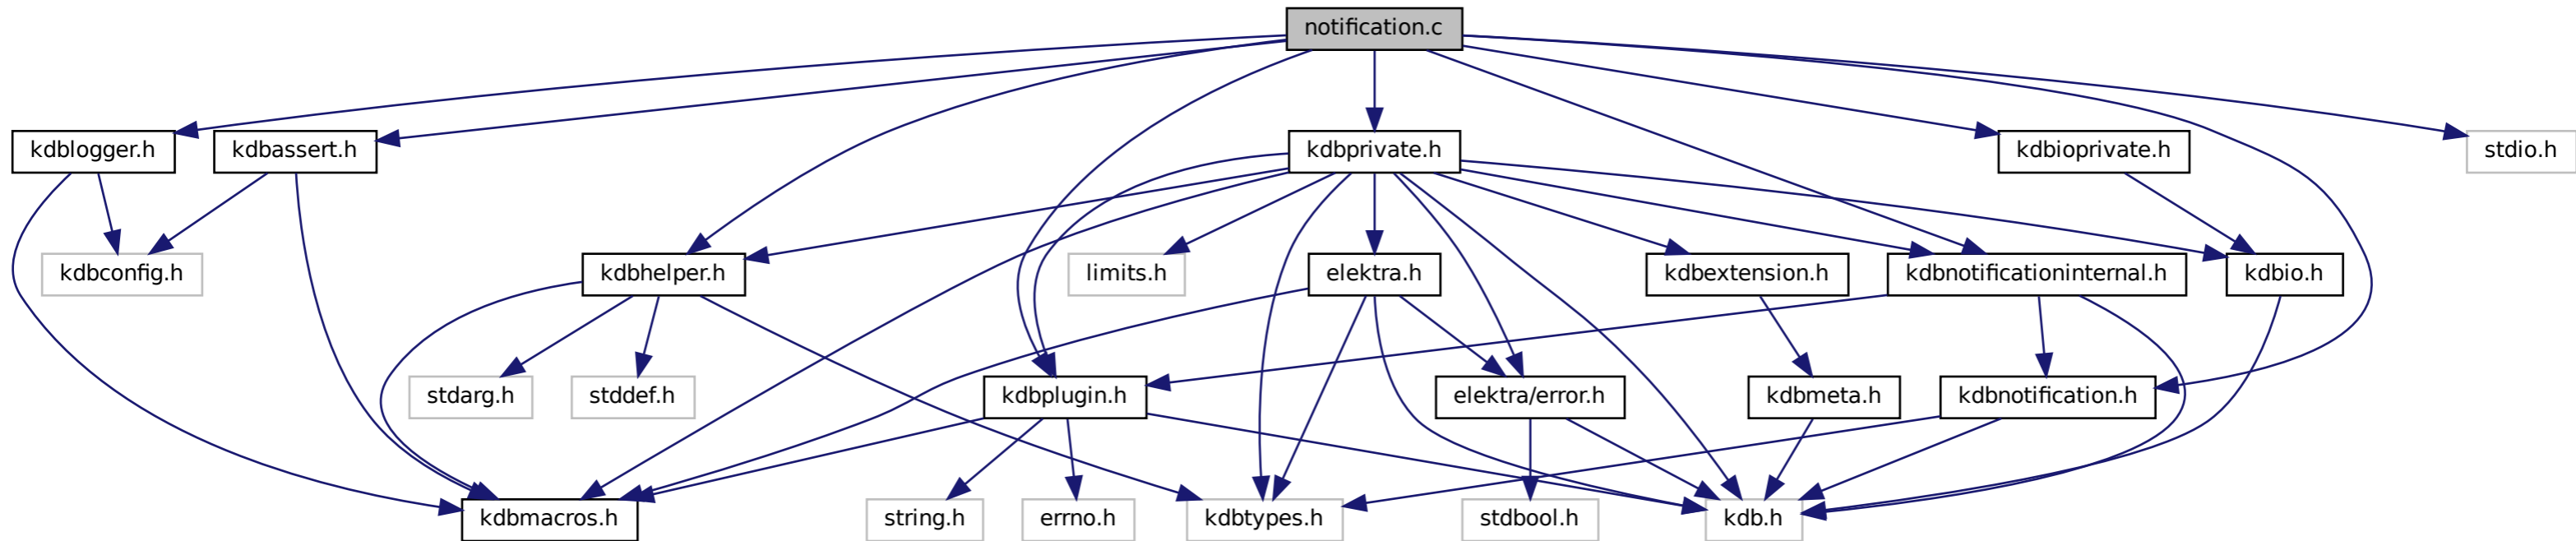 notification.c
kdblogger.h
kdbassert.h
kdbprivate.h
kdbioprivate.h
stdio.h
kdbconfig.h
kdbhelper.h
limits.h
elektra.h
kdbextension.h
kdbnotificationinternal.h
kdbio.h
stdarg.h
stddef.h
kdbplugin.h
elektra/error.h
kdbmeta.h
kdbnotification.h
kdbmacros.h
string.h
errno.h
kdbtypes.h
stdbool.h
kdb.h